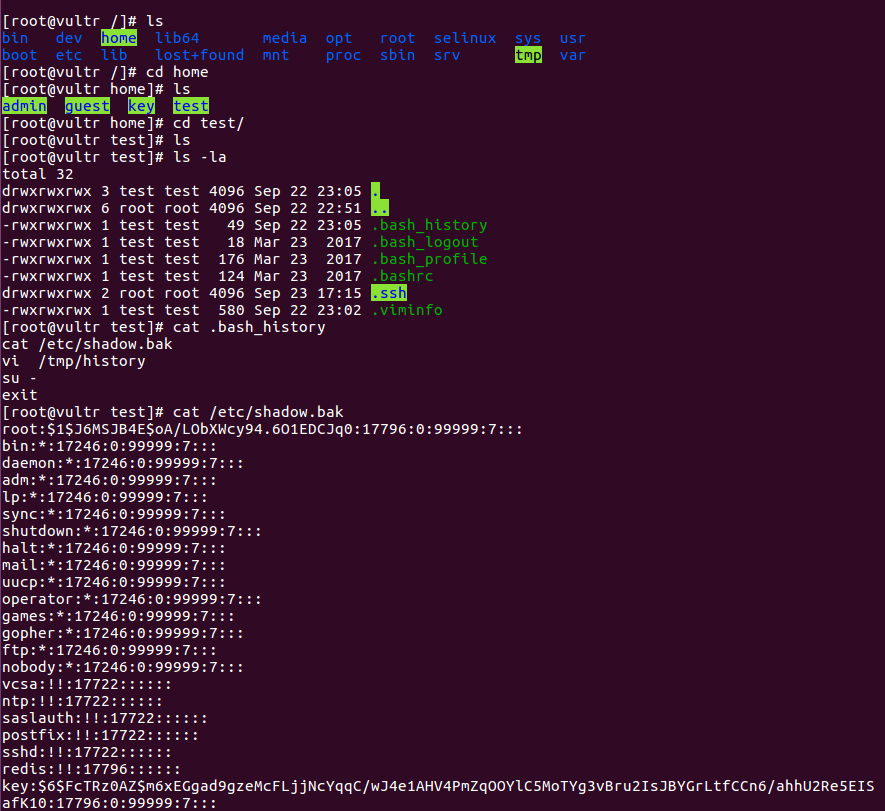 [root@vultr /]# ls
bin   dev  home  lib64       media  opt   root  selinux  sys  usr
boot  etc  lib   lost+found  mnt    proc  sbin  srv      tmp  var
[root@vultr /]# cd home
[root@vultr home]# ls
admin  guest  key  test
[root@vultr home]# cd test/
[root@vultr test]# ls
[root@vultr test]# ls -la
total 32
drwxrwxrwx 3 test test 4096 Sep 22 23:05 .
drwxrwxrwx 6 root root 4096 Sep 22 22:51 ..
-rwxrwxrwx 1 test test   49 Sep 22 23:05 .bash_history
-rwxrwxrwx 1 test test   18 Mar 23  2017 .bash_logout
-rwxrwxrwx 1 test test  176 Mar 23  2017 .bash_profile
-rwxrwxrwx 1 test test  124 Mar 23  2017 .bashrc
drwxrwxrwx 2 root root 4096 Sep 23 17:15 .ssh
-rwxrwxrwx 1 test test  580 Sep 22 23:02 .viminfo
[root@vultr test]# cat .bash_history
cat /etc/shadow.bak
vi  /tmp/history
su -
exit
[root@vultr test]# cat /etc/shadow.bak
root:$1$J6MSJB4E$oA/LObXWcy94.6O1EDCJq0:17796:0:99999:7:::
bin:*:17246:0:99999:7:::
daemon:*:17246:0:99999:7:::
adm:*:17246:0:99999:7:::
lp:*:17246:0:99999:7:::
sync:*:17246:0:99999:7:::
shutdown:*:17246:0:99999:7:::
halt:*:17246:0:99999:7:::
mail:*:17246:0:99999:7:::
uucp:*:17246:0:99999:7:::
operator:*:17246:0:99999:7:::
games:*:17246:0:99999:7:::
gopher:*:17246:0:99999:7:::
ftp:*:17246:0:99999:7:::
nobody:*:17246:0:99999:7:::
vcsa:!!:17722::::::
ntp:!!:17722::::::
saslauth:!!:17722::::::
postfix:!!:17722::::::
sshd:!!:17722::::::
redis:!!:17796::::::
key:$6$FcTRz0AZ$m6xEGgad9gzeMcFLjjNcYqqC/wJ4e1AHV4PmZqOOYlC5MoTYg3vBru2IsJBYGrLtfCCn6/ahhU2Re5EIS
afK10:17796:0:99999:7:::